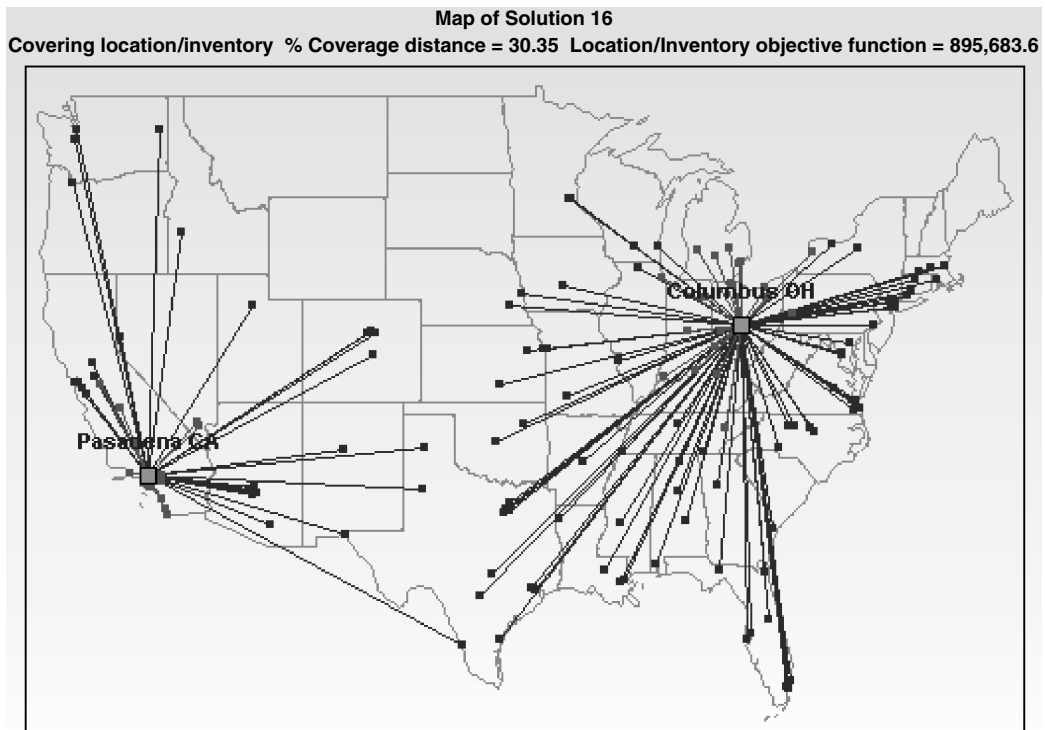 Map of Solution 16
Covering location/inventory % Coverage distance = 30.35 Location/Inventory objective function = 895,683.6
Columbus OH
Pasadena CA